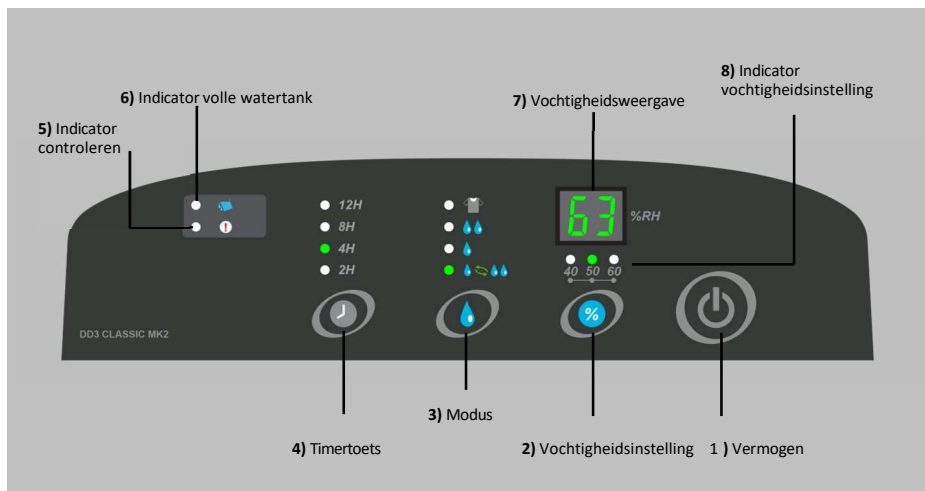 8) Indicator
vochtigheidsinstelling
6) Indicator volle watertank
7) Vochtigheidsweergave
5) Indicator
controleren
12H
8H
4H
2H
63
%RH
40 50 60
%
DD3 CLASSIC MK2
3) Modus
4) Timertoets
2) Vochtigheidsinstelling
1 ) Vermogen